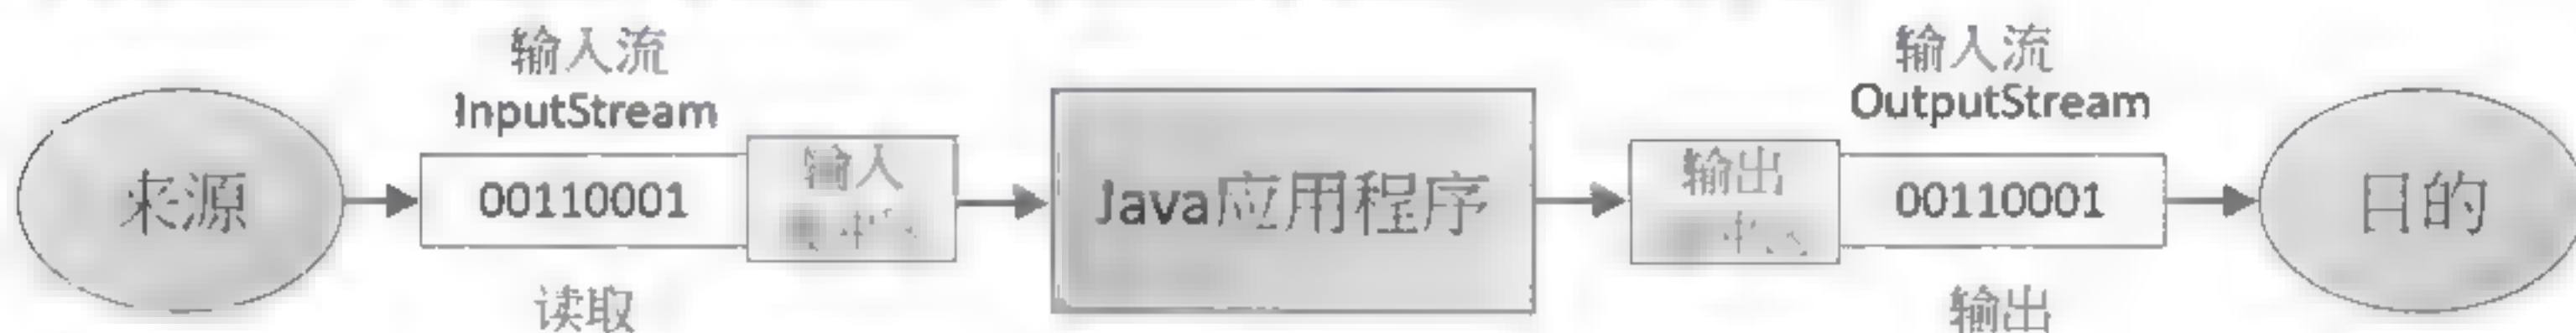 输入流
InputStream
输入流
OutputStream
来源
00110001
输入
Java应用程序
输出
00110001
目的
读取
输出